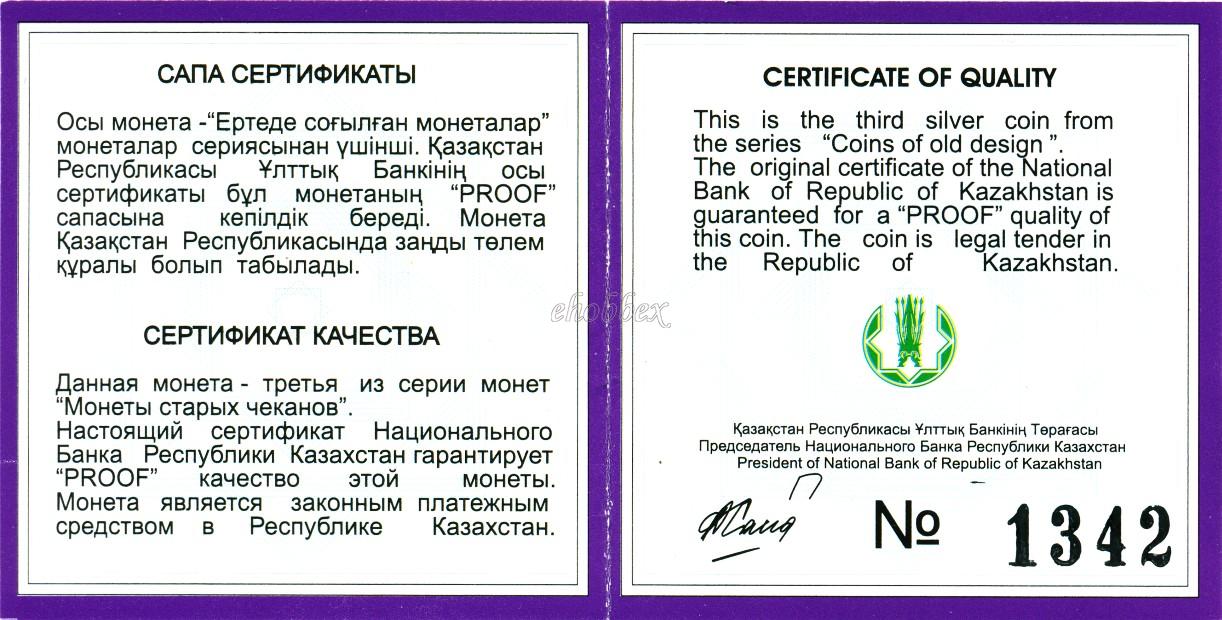 САПА СЕРТИФИКАТЫ
Осы монета -“Ертеде соғылған монеталар”
монеталар сериясынан үшінші. Қазақстан
Республикасы Ұлттық Банкінің осы
сертификаты бұл монетаның “PROOF”
сапасына кепілдік береді. Монета
Қазақстан Республикасында заңды төлем
құралы болып табылады.
СЕРТИФИКАТ КАЧЕСТВА
Данная монета - третья из серии монет
“Монеты старых чеканов”.
Настоящий сертификат Национального
Банка Республики Казахстан гарантирует
“PROOF” качество этой монеты.
Монета является законным платежным
средством в Республике Казахстан.
ehobbex
CERTIFICATE OF QUALITY
This is the third silver coin from
the series “Coins of old design ”.
The original certificate of the National
Bank of Republic of Kazakhstan is
guaranteed for a “PROOF” quality of
this coin. The coin is legal tender in
the Republic of Kazakhstan.
Қазақстан Республикасы Ұлттық Банкінің Төрағасы
Председатель Национального Банка Республики Казахстан
President of National Bank of Republic of Kazakhstan
№ 1342